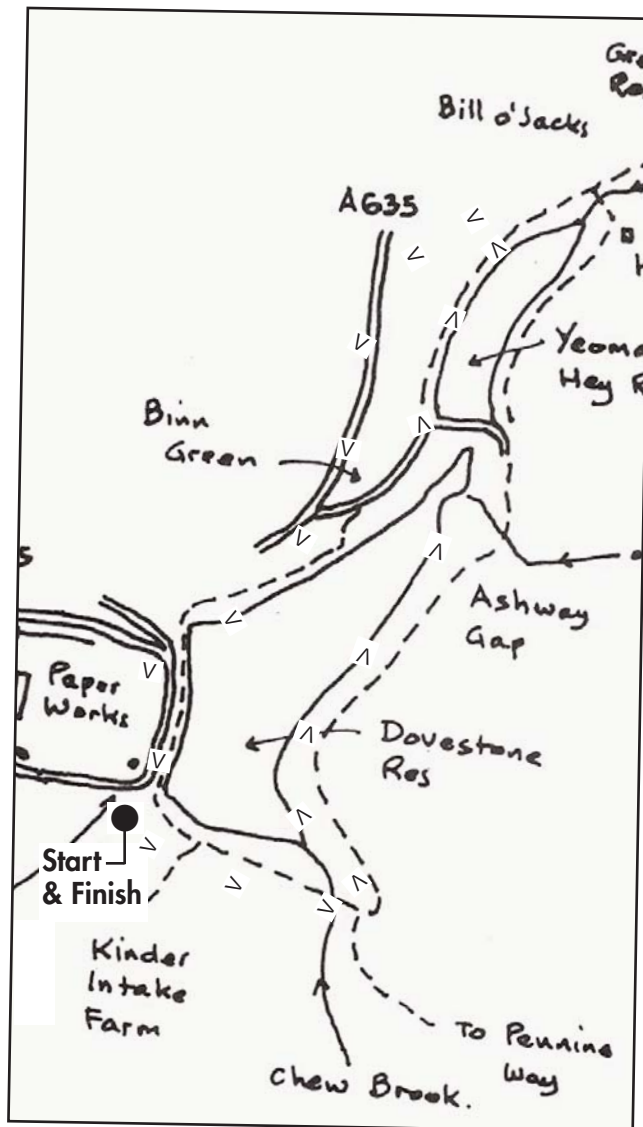 Bill o'Jacks
A635
Binn
Green
Hey
Ashway
Gap
Paper
Works
Dovestone
Res
Start
& Finish
Kinder
Intake
Farm
To Pennine
Way
Chew Brook.